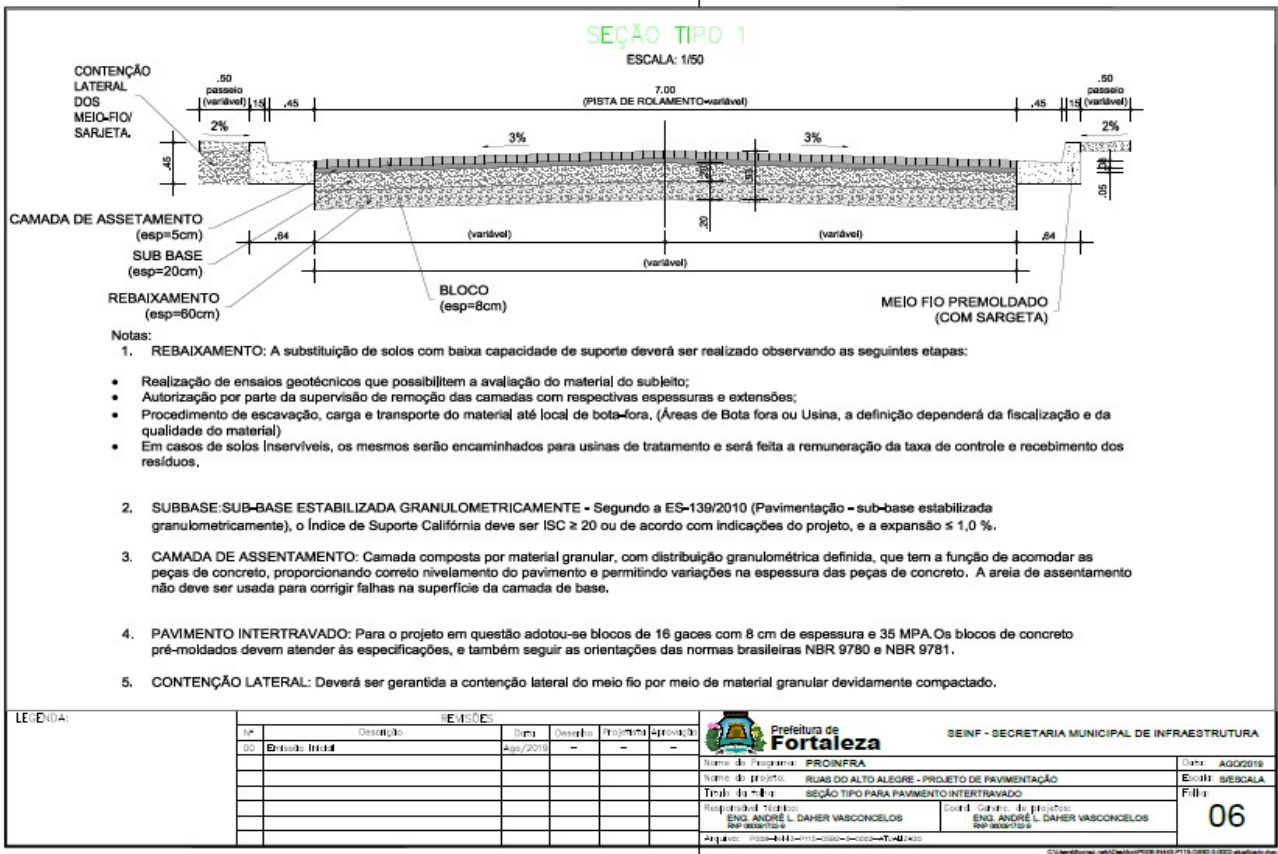 SEÇÃO TIPO 1
ESCALA: 1/50
CONTENÇÃO
LATERAL
DOS
MEIO-FIO/
SARJETA.
.50
passeio
(variável)
.15
.45
7.00
(PISTA DE ROLAMENTO-variável)
.45
.15
.50
passeio
(variável)
2%
3%
3%
2%
.45
.20
.08
.05
.20
CAMADA DE ASSETAMENTO
(esp=5cm)
.64
(variável)
(variável)
.64
SUB BASE
(esp=20cm)
(variável)
REBAIXAMENTO
(esp=60cm)
BLOCO
(esp=8cm)
MEIO FIO PREMOLDADO
(COM SARGETA)
Notas:
1. REBAIXAMENTO: A substituição de solos com baixa capacidade de suporte deverá ser realizado observando as seguintes etapas:
• Realização de ensaios geotécnicos que possibilitem a avaliação do material do subleito;
• Autorização por parte da supervisão de remoção das camadas com respectivas espessuras e extensões;
• Procedimento de escavação, carga e transporte do material até local de bota-fora. (Áreas de Bota fora ou Usina, a definição dependerá da fiscalização e da
qualidade do material)
• Em casos de solos inservíveis, os mesmos serão encaminhados para usinas de tratamento e será feita a remuneração da taxa de controle e recebimento dos
resíduos.
2. SUBBASE:SUB-BASE ESTABILIZADA GRANULOMETRICAMENTE - Segundo a ES-139/2010 (Pavimentação - sub-base estabilizada
granulometricamente), o Índice de Suporte Califórnia deve ser ISC ≥ 20 ou de acordo com indicações do projeto, e a expansão ≤ 1,0 %.
3. CAMADA DE ASSENTAMENTO: Camada composta por material granular, com distribuição granulométrica definida, que tem a função de acomodar as
peças de concreto, proporcionando correto nivelamento do pavimento e permitindo variações na espessura das peças de concreto. A areia de assentamento
não deve ser usada para corrigir falhas na superfície da camada de base.
4. PAVIMENTO INTERTRAVADO: Para o projeto em questão adotou-se blocos de 16 gaces com 8 cm de espessura e 35 MPA.Os blocos de concreto
pré-moldados devem atender às especificações, e também seguir as orientações das normas brasileiras NBR 9780 e NBR 9781.
5. CONTENÇÃO LATERAL: Deverá ser gerantida a contenção lateral do meio fio por meio de material granular devidamente compactado.
LEGENDA:
REVISÕES
Nº Descrição Data Desenho Projetista Aprovação
00 Emissão Inicial Ago/2019 - - -
Prefeitura de
Fortaleza
SEINF - SECRETARIA MUNICIPAL DE INFRAESTRUTURA
Nome do Programa: PROINFRA
Data: AGO/2019
Nome do projeto: RUAS DO ALTO ALEGRE - PROJETO DE PAVIMENTAÇÃO
Escala: S/ESCALA
Título da folha: SEÇÃO TIPO PARA PAVIMENTO INTERTRAVADO
Folha:
06
Responsável técnico:
ENG. ANDRÉ L. DAHER VASCONCELOS
Coord. Gerenc. de projetos:
ENG. ANDRÉ L. DAHER VASCONCELOS
Arquivo: